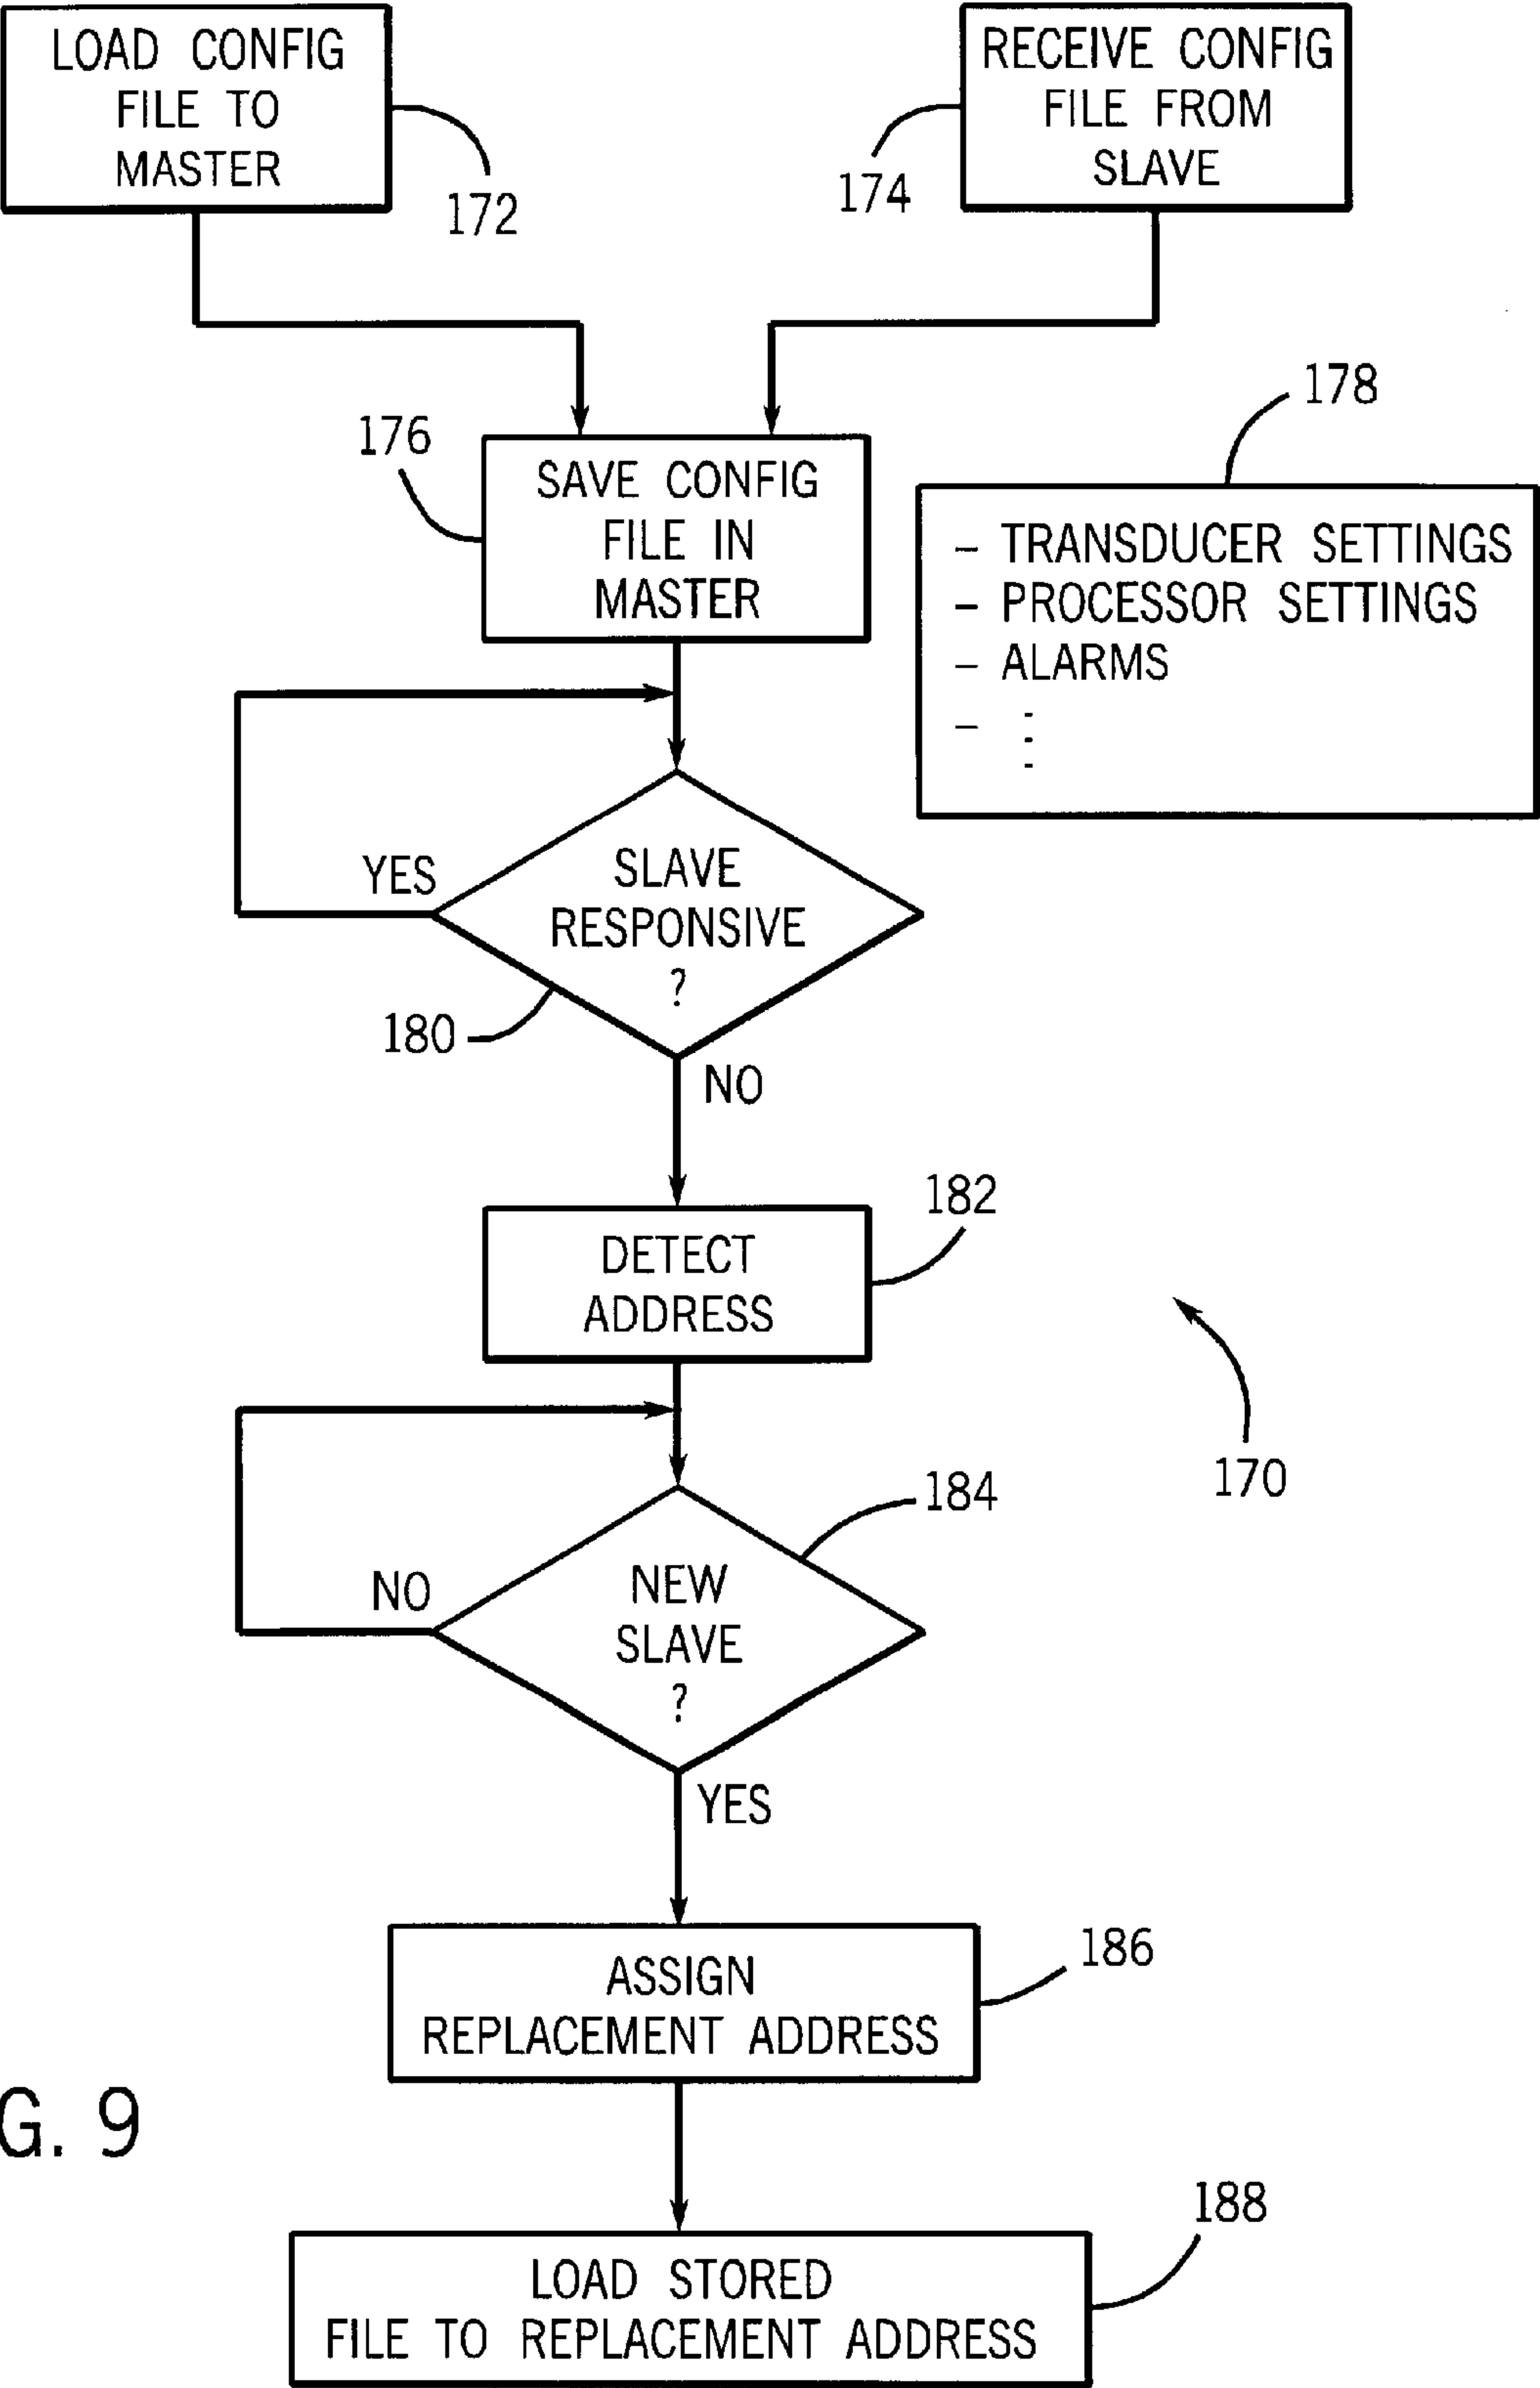 LOAD CONFIG
FILE TO
MASTER
172
RECEIVE CONFIG
FILE FROM
SLAVE
174
176
SAVE CONFIG
FILE IN
MASTER
178
- TRANSDUCER SETTINGS
- PROCESSOR SETTINGS
- ALARMS
- ⋮
YES
SLAVE
RESPONSIVE
?
180
NO
182
DETECT
ADDRESS
170
184
NO
NEW
SLAVE
?
YES
186
ASSIGN
REPLACEMENT ADDRESS
G. 9
188
LOAD STORED
FILE TO REPLACEMENT ADDRESS